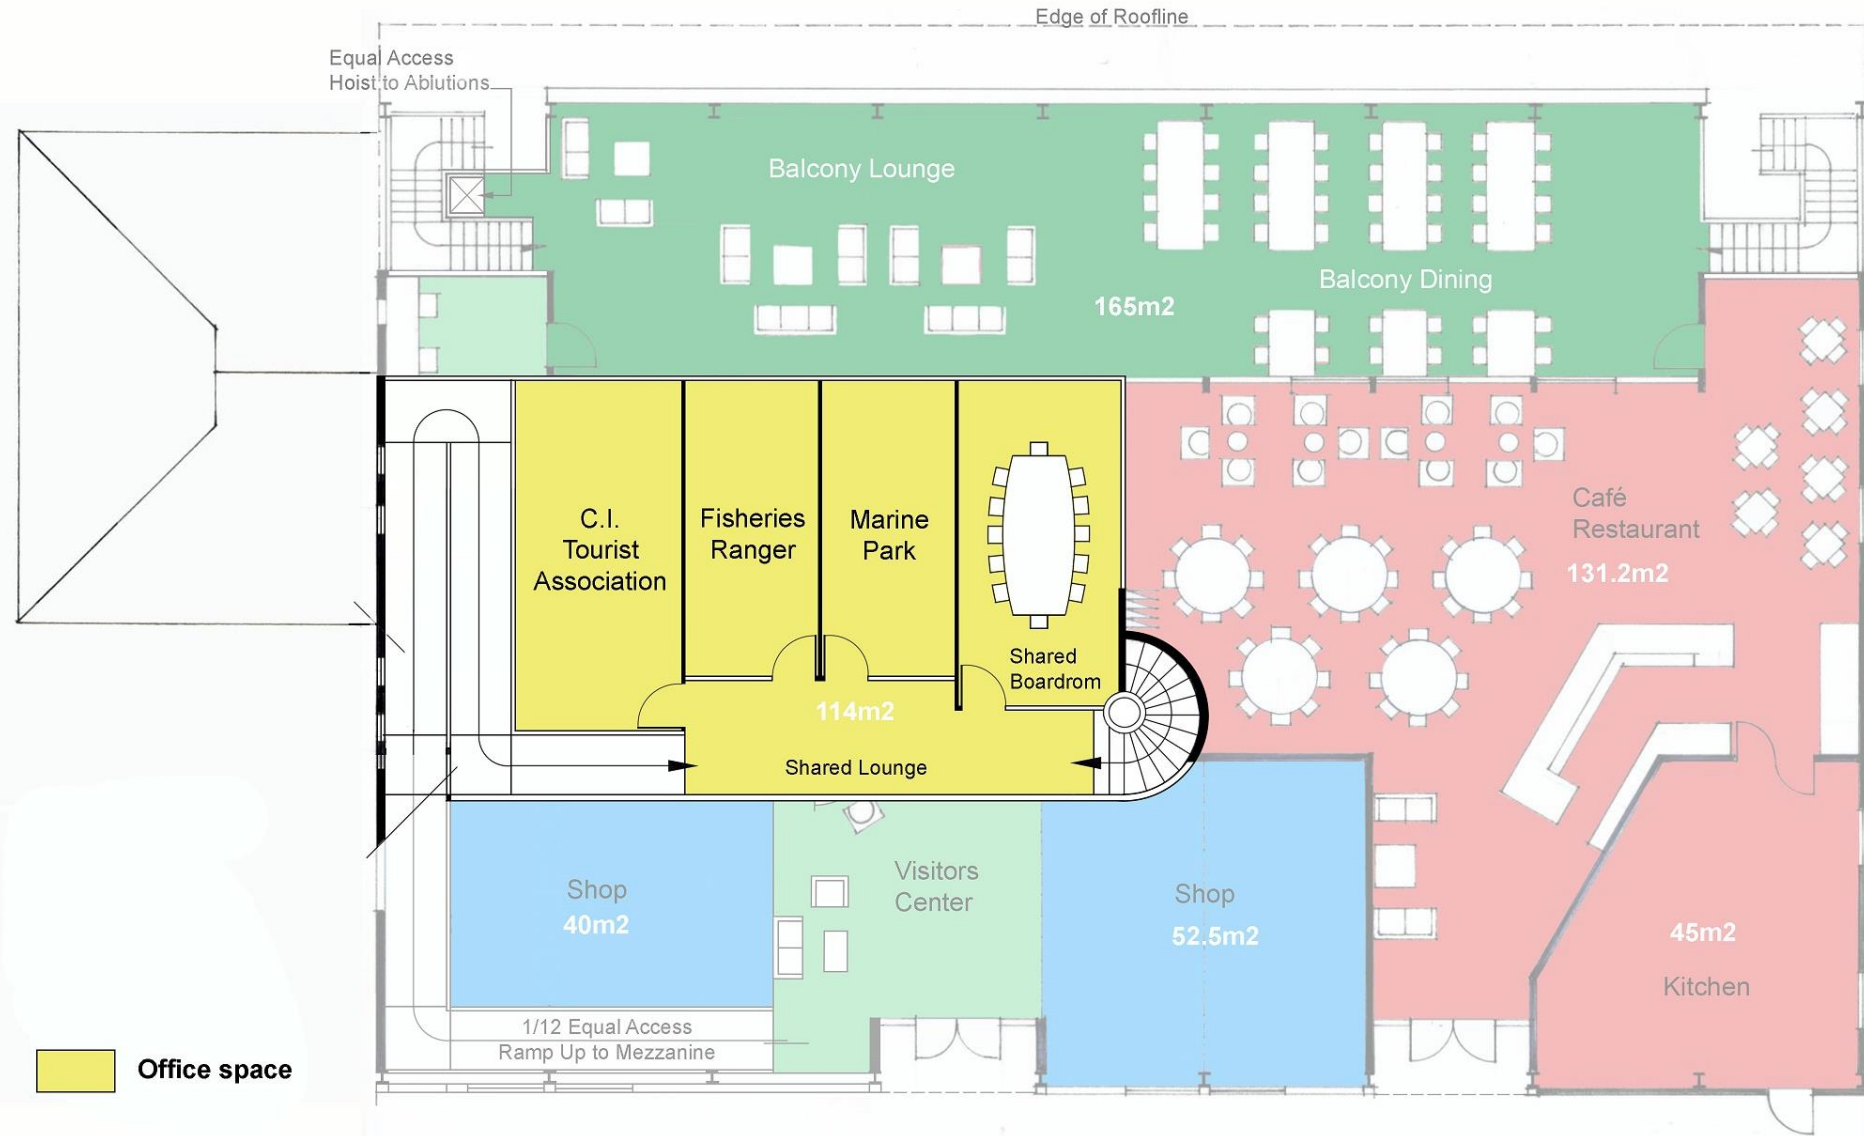 Edge of Roofline
Equal Access
Hoist to Ablutions
Balcony Lounge
Balcony Dining
165m2
C.I.
Tourist
Association
Fisheries
Ranger
Marine
Park
Shared
Boardrom
Café
Restaurant
131.2m2
114m2
Shared Lounge
Shop
40m2
Visitors
Center
Shop
52.5m2
45m2
Kitchen
1/12 Equal Access
Ramp Up to Mezzanine
Office space